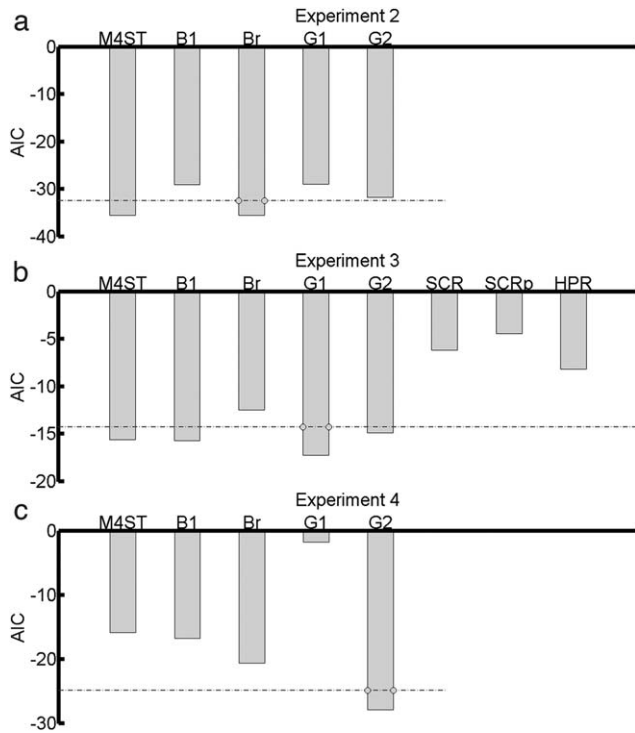 a
Experiment 2
M4ST B1 Br G1 G2
0
-10
-20
-30
-40
AIC
b
Experiment 3
M4ST B1 Br G1 G2 SCR SCRp HPR
0
-5
-10
-15
-20
AIC
c
Experiment 4
M4ST B1 Br G1 G2
0
-10
-20
-30
AIC